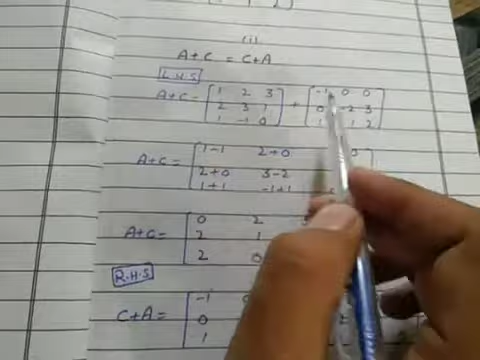 (i)
A+C = C+A
L.H.S
A+C = [ 1 2 3
2 3 1
1 -1 0 ] + [ -1 0 0
0 -2 3
1 1 2 ]
A+C = [ 1-1 2+0
2+0 3-2
1+1 -1+1
A+C = [ 0 2
2 1
2 0
R.H.S
C+A = [ -1
0
1